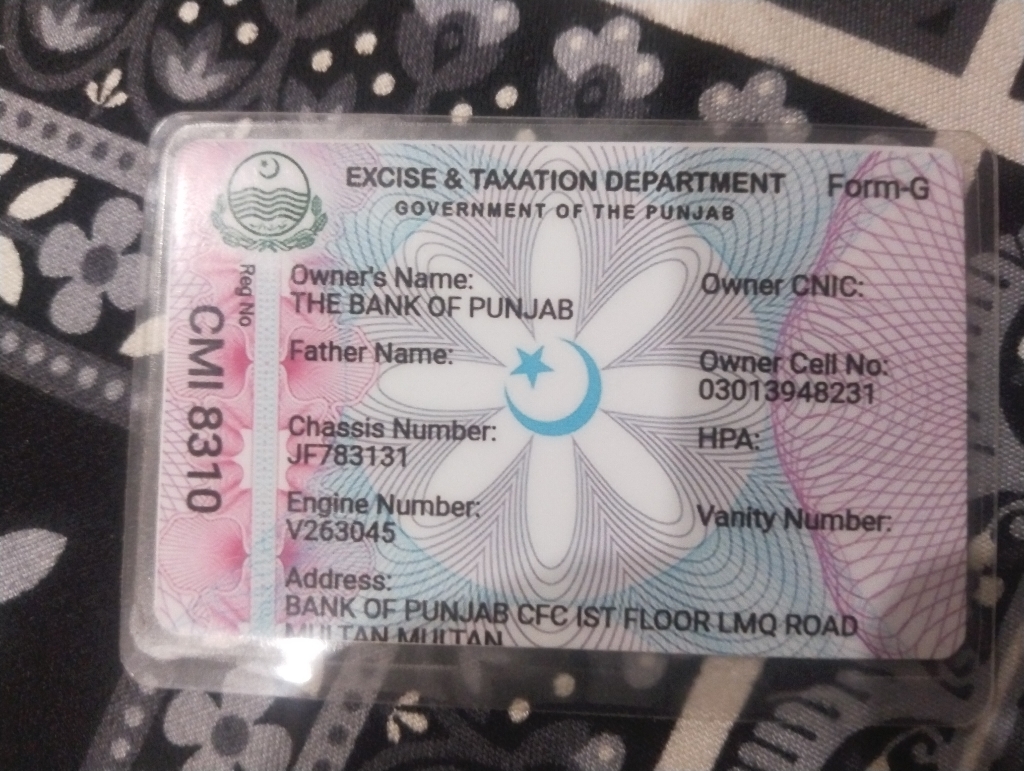 EXCISE & TAXATION DEPARTMENT
Form-G
GOVERNMENT OF THE PUNJAB
Reg No
CMI 8310
Owner's Name:
THE BANK OF PUNJAB
Owner CNIC:
Father Name:
Owner Cell No:
03013948231
Chassis Number:
JF783131
HPA:
Engine Number:
V263045
Vanity Number:
Address:
BANK OF PUNJAB CFC IST FLOOR LMQ ROAD
MULTAN MULTAN